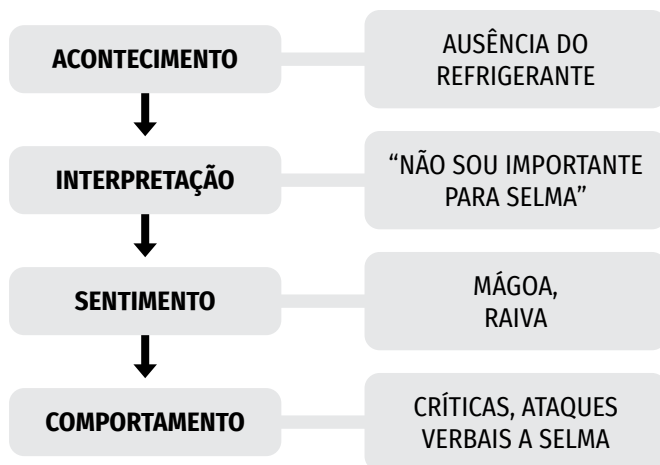 ACONTECIMENTO
AUSÊNCIA DO
REFRIGERANTE
INTERPRETAÇÃO
“NÃO SOU IMPORTANTE
PARA SELMA”
SENTIMENTO
MÁGOA,
RAIVA
COMPORTAMENTO
CRÍTICAS, ATAQUES
VERBAIS A SELMA